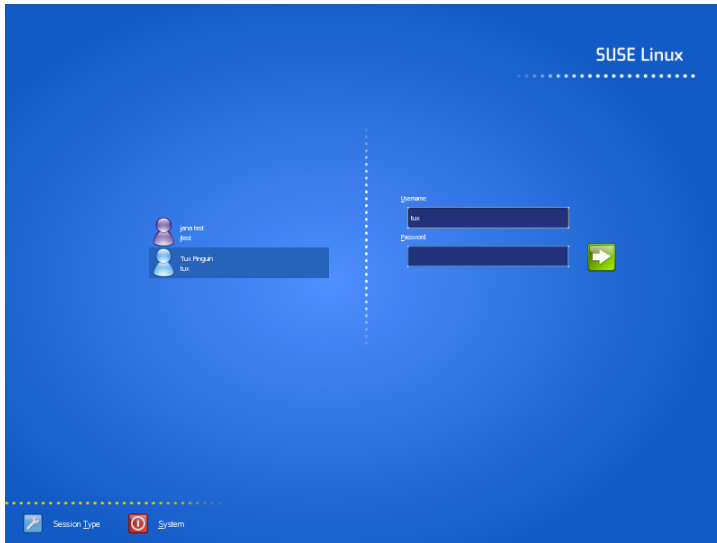 SUSE Linux
jana test
jtest
Tux Pinguin
tux
Username
tux
Password
Session Type
System